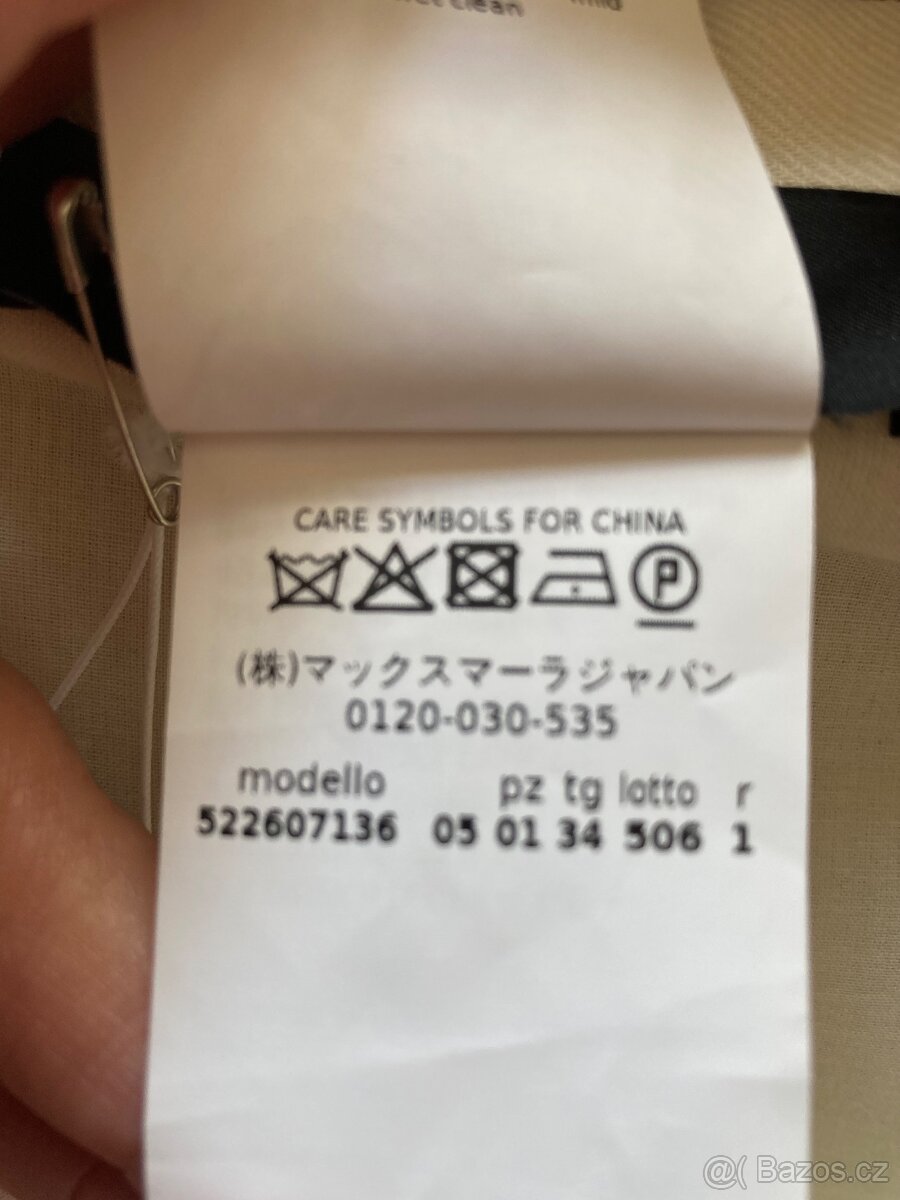 clean
CARE SYMBOLS FOR CHINA
P
(株)マックスマーラジャパン
0120-030-535
modello pz tg lotto r
522607136 05 01 34 506 1
@( Bazos.cz